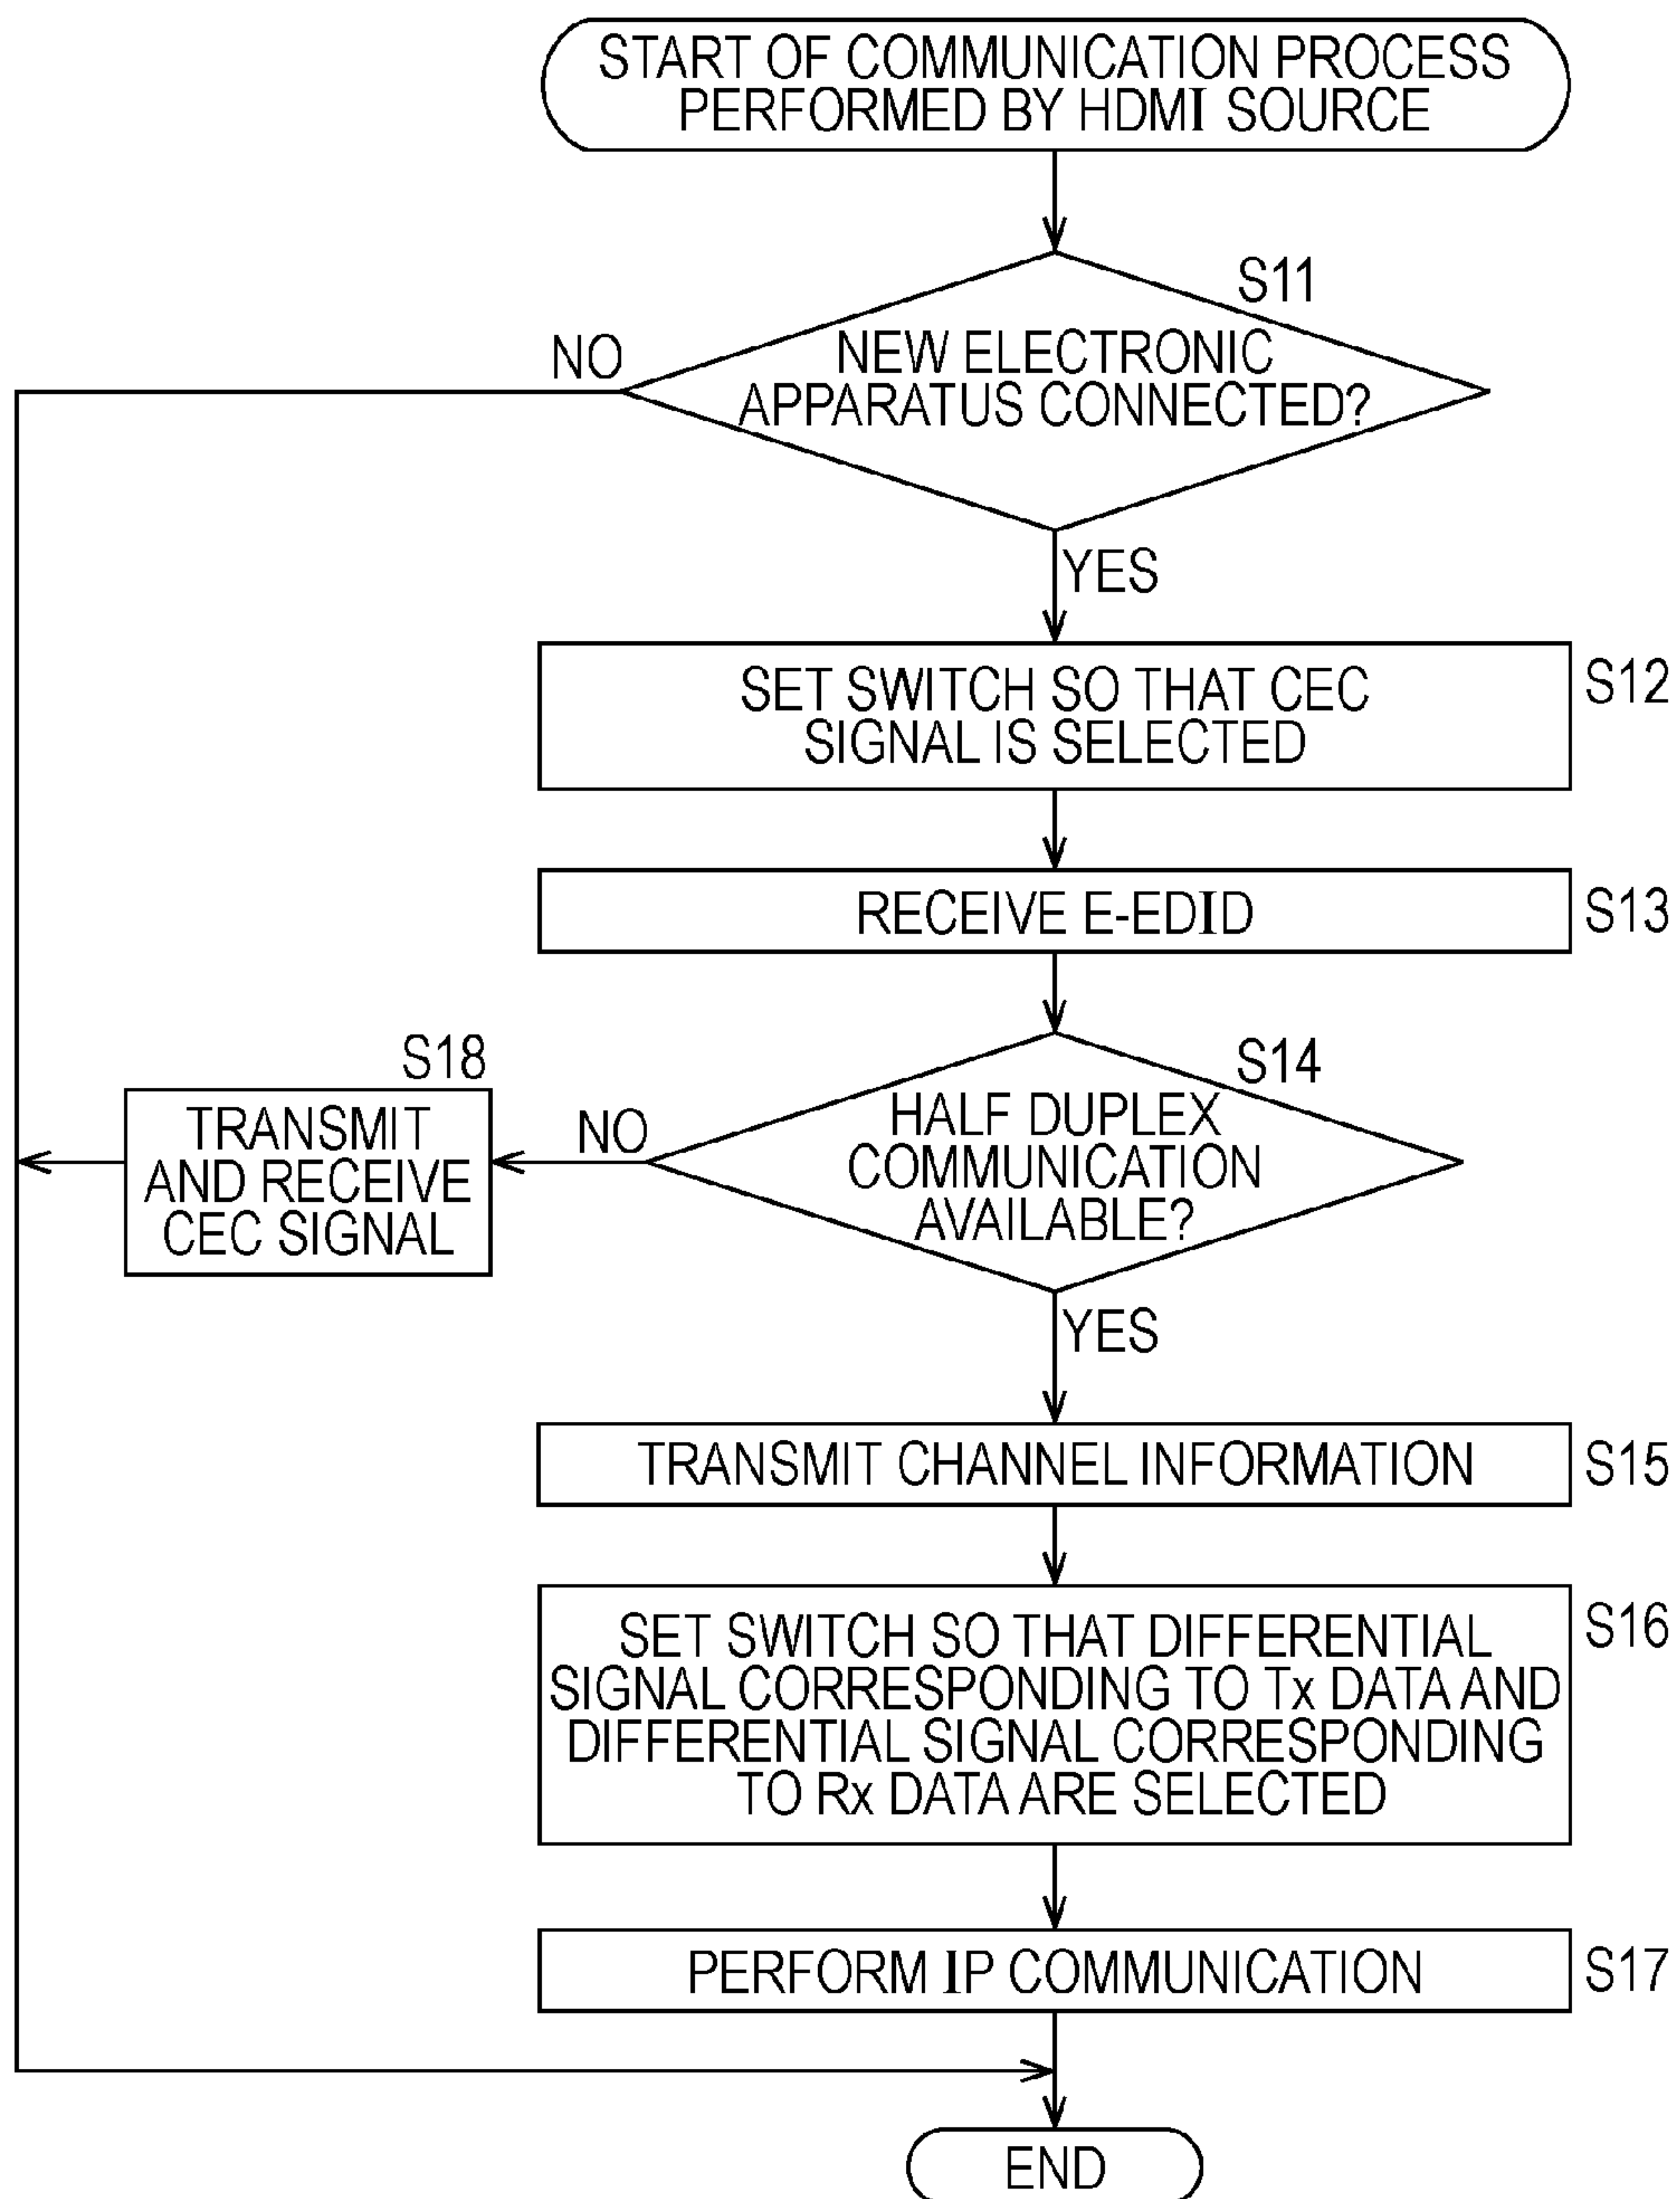 START OF COMMUNICATION PROCESS
PERFORMED BY HDMI SOURCE
S11
NO
NEW ELECTRONIC
APPARATUS CONNECTED?
YES
SET SWITCH SO THAT CEC
SIGNAL IS SELECTED
S12
RECEIVE E-EDID
S13
S18
S14
TRANSMIT
AND RECEIVE
CEC SIGNAL
NO
HALF DUPLEX
COMMUNICATION
AVAILABLE?
YES
TRANSMIT CHANNEL INFORMATION
S15
SET SWITCH SO THAT DIFFERENTIAL
SIGNAL CORRESPONDING TO Tx DATA AND
DIFFERENTIAL SIGNAL CORRESPONDING
TO Rx DATA ARE SELECTED
S16
PERFORM IP COMMUNICATION
S17
END